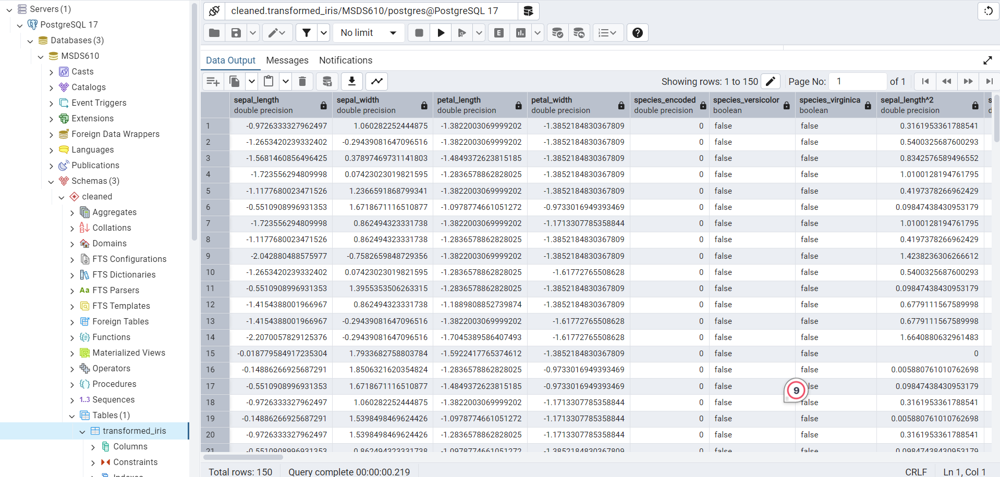 Servers (1)
PostgreSQL 17
Databases (3)
MSDS610
Casts
Catalogs
Event Triggers
Extensions
Foreign Data Wrappers
Languages
Publications
Schemas (3)
cleaned
Aggregates
Collations
Domains
FTS Configurations
FTS Dictionaries
Aa FTS Parsers
FTS Templates
Foreign Tables
Functions
Materialized Views
Operators
Procedures
1..3 Sequences
Tables (1)
transformed_iris
Columns
Constraints
Indexes
cleaned.transformed_iris/MSDS610/postgres@PostgreSQL 17
No limit
E
Data Output Messages Notifications
Showing rows: 1 to 150 Page No: 1 of 1
sepal_length sepal_width petal_length petal_width species_encoded species_versicolor species_virginica sepal_length^2 s
double precision double precision double precision double precision double precision boolean boolean double precision d
1 -0.9726333327962497 1.060282252444875 -1.3822003069999202 -1.3852184830367809 0 false false 0.3161953361788541
2 -1.2653420239332402 -0.29439081647096516 -1.3822003069999202 -1.3852184830367809 0 false false 0.5400325687600293
3 -1.5681460856496425 0.37897469731141803 -1.4849372623815185 -1.3852184830367809 0 false false 0.8342576589496552
4 -1.723556294809998 0.07423023019821595 -1.2836578862828025 -1.3852184830367809 0 false false 1.0100128194761795
5 -1.1177680023471526 1.2366591868799341 -1.3822003069999202 -1.3852184830367809 0 false false 0.4197378266962429
6 -0.5510908996931353 1.6718671116510877 -1.0978774661051272 -0.9733016949393469 0 false false 0.09847438430953179
7 -1.723556294809998 0.862494323331738 -1.3822003069999202 -1.1713307785358844 0 false false 1.0100128194761795
8 -1.1177680023471526 0.862494323331738 -1.2836578862828025 -1.3852184830367809 0 false false 0.4197378266962429
9 -2.042880488575977 -0.7582659848729356 -1.3822003069999202 -1.3852184830367809 0 false false 1.4238236306266612
10 -1.2653420239332402 0.07423023019821595 -1.2836578862828025 -1.61772765508628 0 false false 0.5400325687600293
11 -0.5510908996931353 1.3955353506263315 -1.2836578862828025 -1.3852184830367809 0 false false 0.09847438430953179
12 -1.4154388001966967 0.862494323331738 -1.1889808852739874 -1.3852184830367809 0 false false 0.6779111567589998
13 -1.4154388001966967 -0.29439081647096516 -1.3822003069999202 -1.61772765508628 0 false false 0.6779111567589998
14 -2.2070057829125376 -0.29439081647096516 -1.7045389586407493 -1.61772765508628 0 false false 1.6640880632961483
15 -0.018779584917235304 1.7933682758803784 -1.5922417765374612 -1.3852184830367809 0 false false 0
16 -0.14886266925687291 1.8506321620354824 -1.2836578862828025 -0.9733016949393469 0 false false 0.005880761010762698
17 -0.5510908996931353 1.6718671116510877 -1.4849372623815185 -0.9733016949393469 0 false lse 0.09847438430953179
9
18 -0.9726333327962497 1.060282252444875 -1.3822003069999202 -1.1713307785358844 0 false false 0.3161953361788541
19 -0.14886266925687291 1.5398498469624426 -1.0978774661051272 -1.1713307785358844 0 false false 0.005880761010762698
20 -0.9726333327962497 1.5398498469624426 -1.2836578862828025 -1.1713307785358844 0 false false 0.3161953361788541
21 -0.5510908996931353 0.862494323331738 -1.0978774661051272 -1.3852184830367809 0 false false 0.09847438430953179
Total rows: 150 Query complete 00:00:00.219 CRLF Ln 1, Col 1